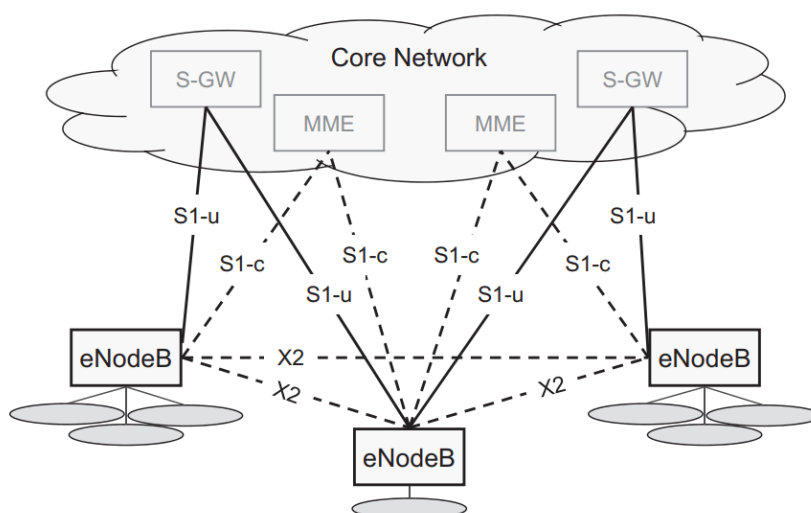 Core Network
S-GW
S-GW
MME
MME
S1-u
S1-u
S1-c
S1-c
S1-c
S1-c
S1-u
S1-u
eNodeB
X2
eNodeB
X2
X2
eNodeB